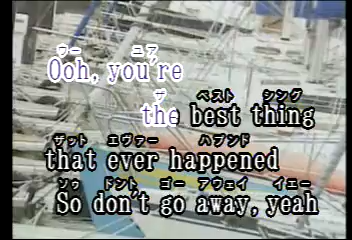 ウー ユア
Ooh, you're
ザ ベスト シング
the best thing
ザット エヴァー ハプンド
that ever happened
ソゥ ドント ゴー アウェイ イエー
So don't go away, yeah